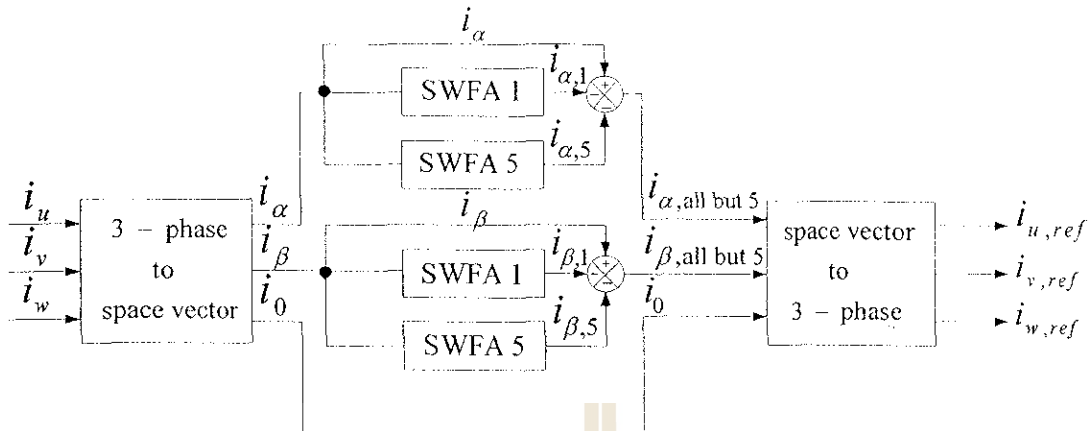 i_α
SWFA 1
i_α,1
SWFA 5
i_α,5
i_u
i_v
i_w
3 – phase
to
space vector
i_α
i_β
i_0
i_β
SWFA 1
i_β,1
SWFA 5
i_β,5
i_α,all but 5
i_β,all but 5
i_0
space vector
to
3 – phase
i_u,ref
i_v,ref
i_w,ref